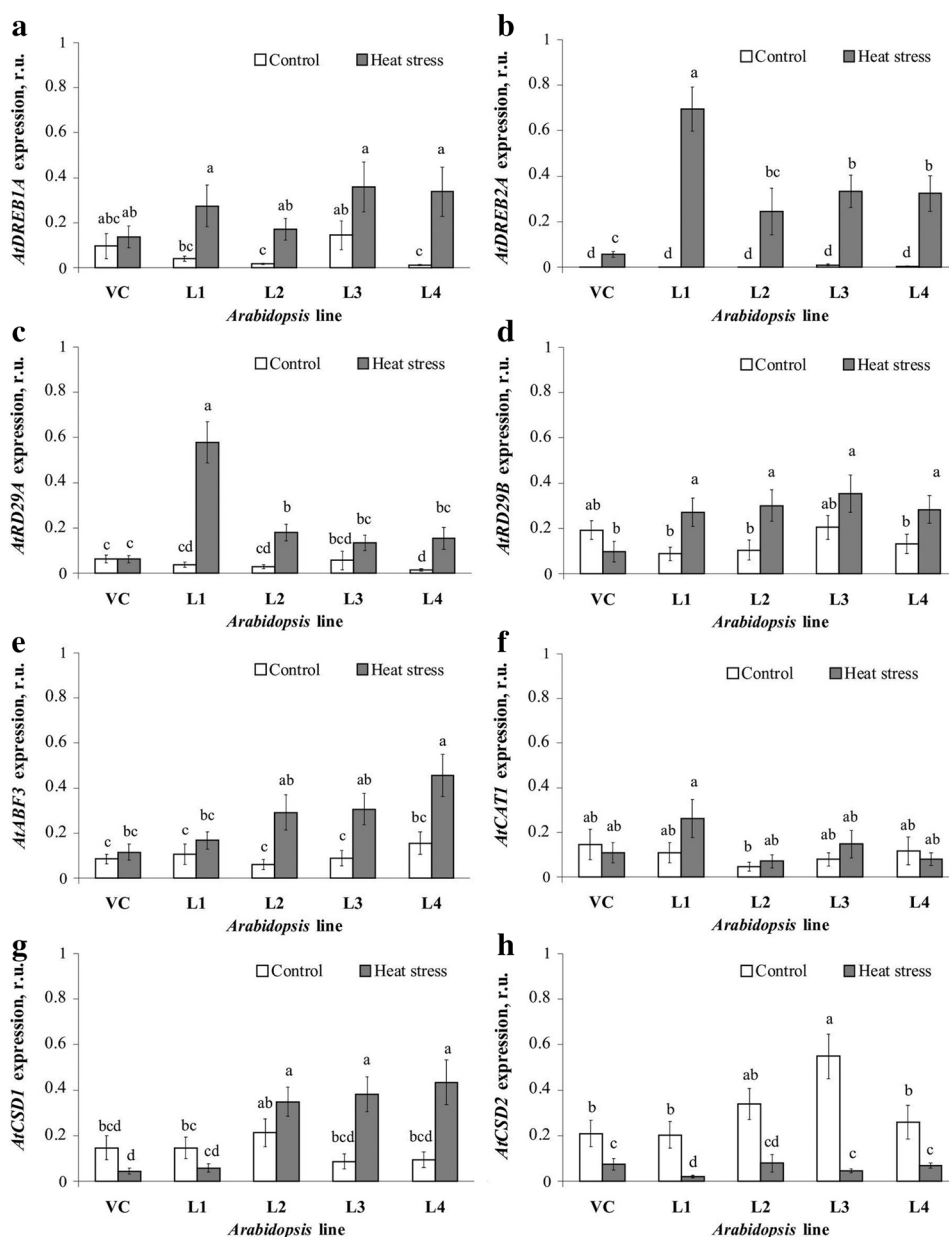 a
AtDREB1A expression, r.u.
1
0.8
0.6
0.4
0.2
0
Control Heat stress
abc ab bc a c a ab a c a
VC L1 L2 L3 L4
Arabidopsis line
b
AtDREB2A expression, r.u.
1
0.8
0.6
0.4
0.2
0
Control Heat stress
d c d a d bc d b d b
VC L1 L2 L3 L4
Arabidopsis line
c
AtRD29A expression, r.u.
1
0.8
0.6
0.4
0.2
0
Control Heat stress
c c cd a cd b bcd bc d bc
VC L1 L2 L3 L4
Arabidopsis line
d
AtRD29B expression, r.u.
1
0.8
0.6
0.4
0.2
0
Control Heat stress
ab b b a b a ab a b a
VC L1 L2 L3 L4
Arabidopsis line
e
AtABF3 expression, r.u.
1
0.8
0.6
0.4
0.2
0
Control Heat stress
c bc c bc c ab c ab bc a
VC L1 L2 L3 L4
Arabidopsis line
f
AtCAT1 expression, r.u.
1
0.8
0.6
0.4
0.2
0
Control Heat stress
ab ab ab a b ab ab ab ab ab
VC L1 L2 L3 L4
Arabidopsis line
g
AtCSD1 expression, r.u.
1
0.8
0.6
0.4
0.2
0
Control Heat stress
bcd d bc cd ab a bcd a bcd a
VC L1 L2 L3 L4
Arabidopsis line
h
AtCSD2 expression, r.u.
1
0.8
0.6
0.4
0.2
0
Control Heat stress
b c b d ab cd a c b c
VC L1 L2 L3 L4
Arabidopsis line